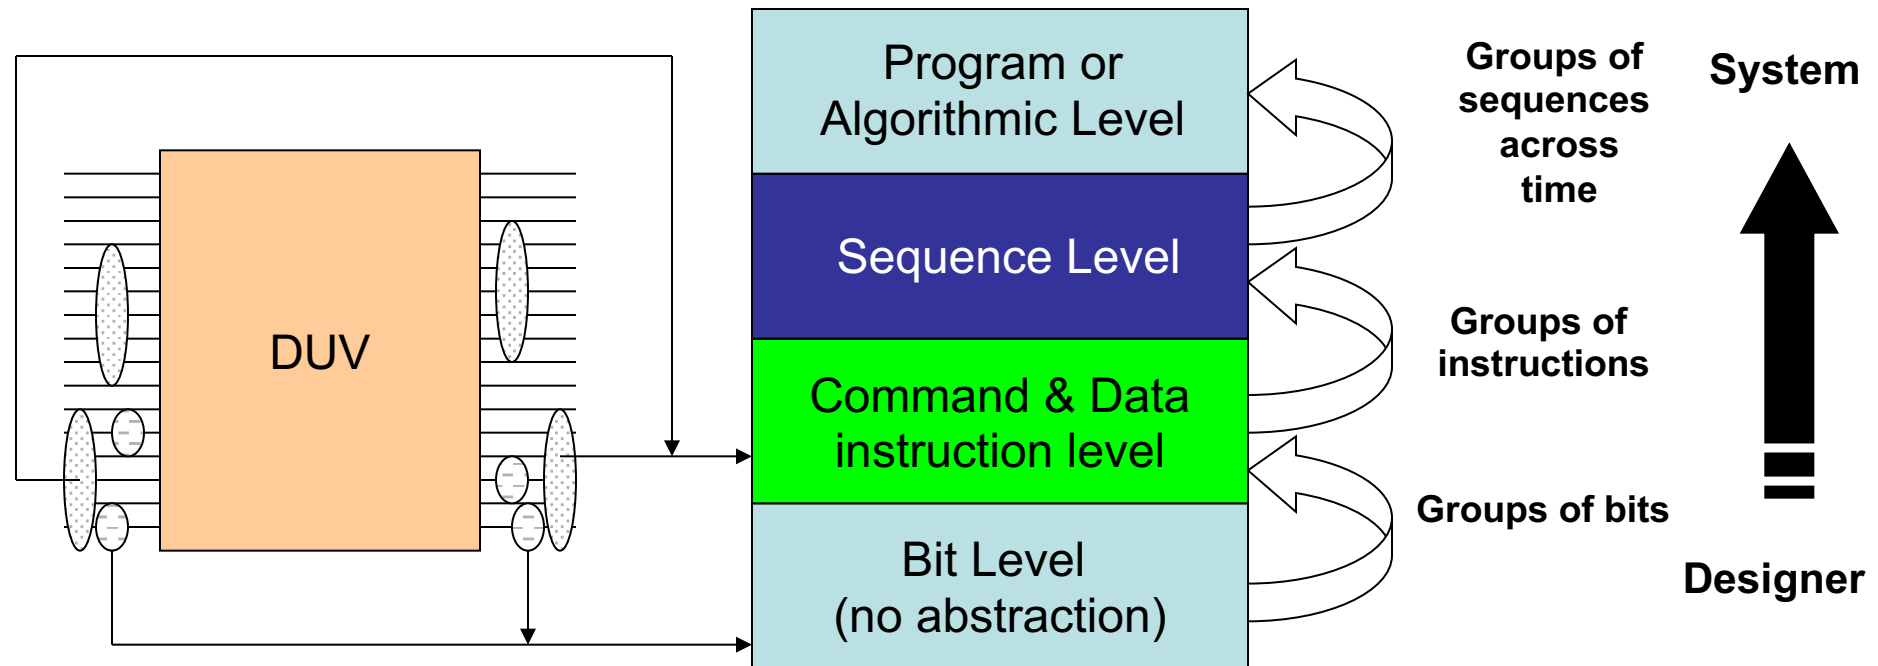 DUV
Program or
Algorithmic Level
Sequence Level
Command & Data
instruction level
Bit Level
(no abstraction)
Groups of
sequences
across
time
Groups of
instructions
Groups of bits
System
Designer